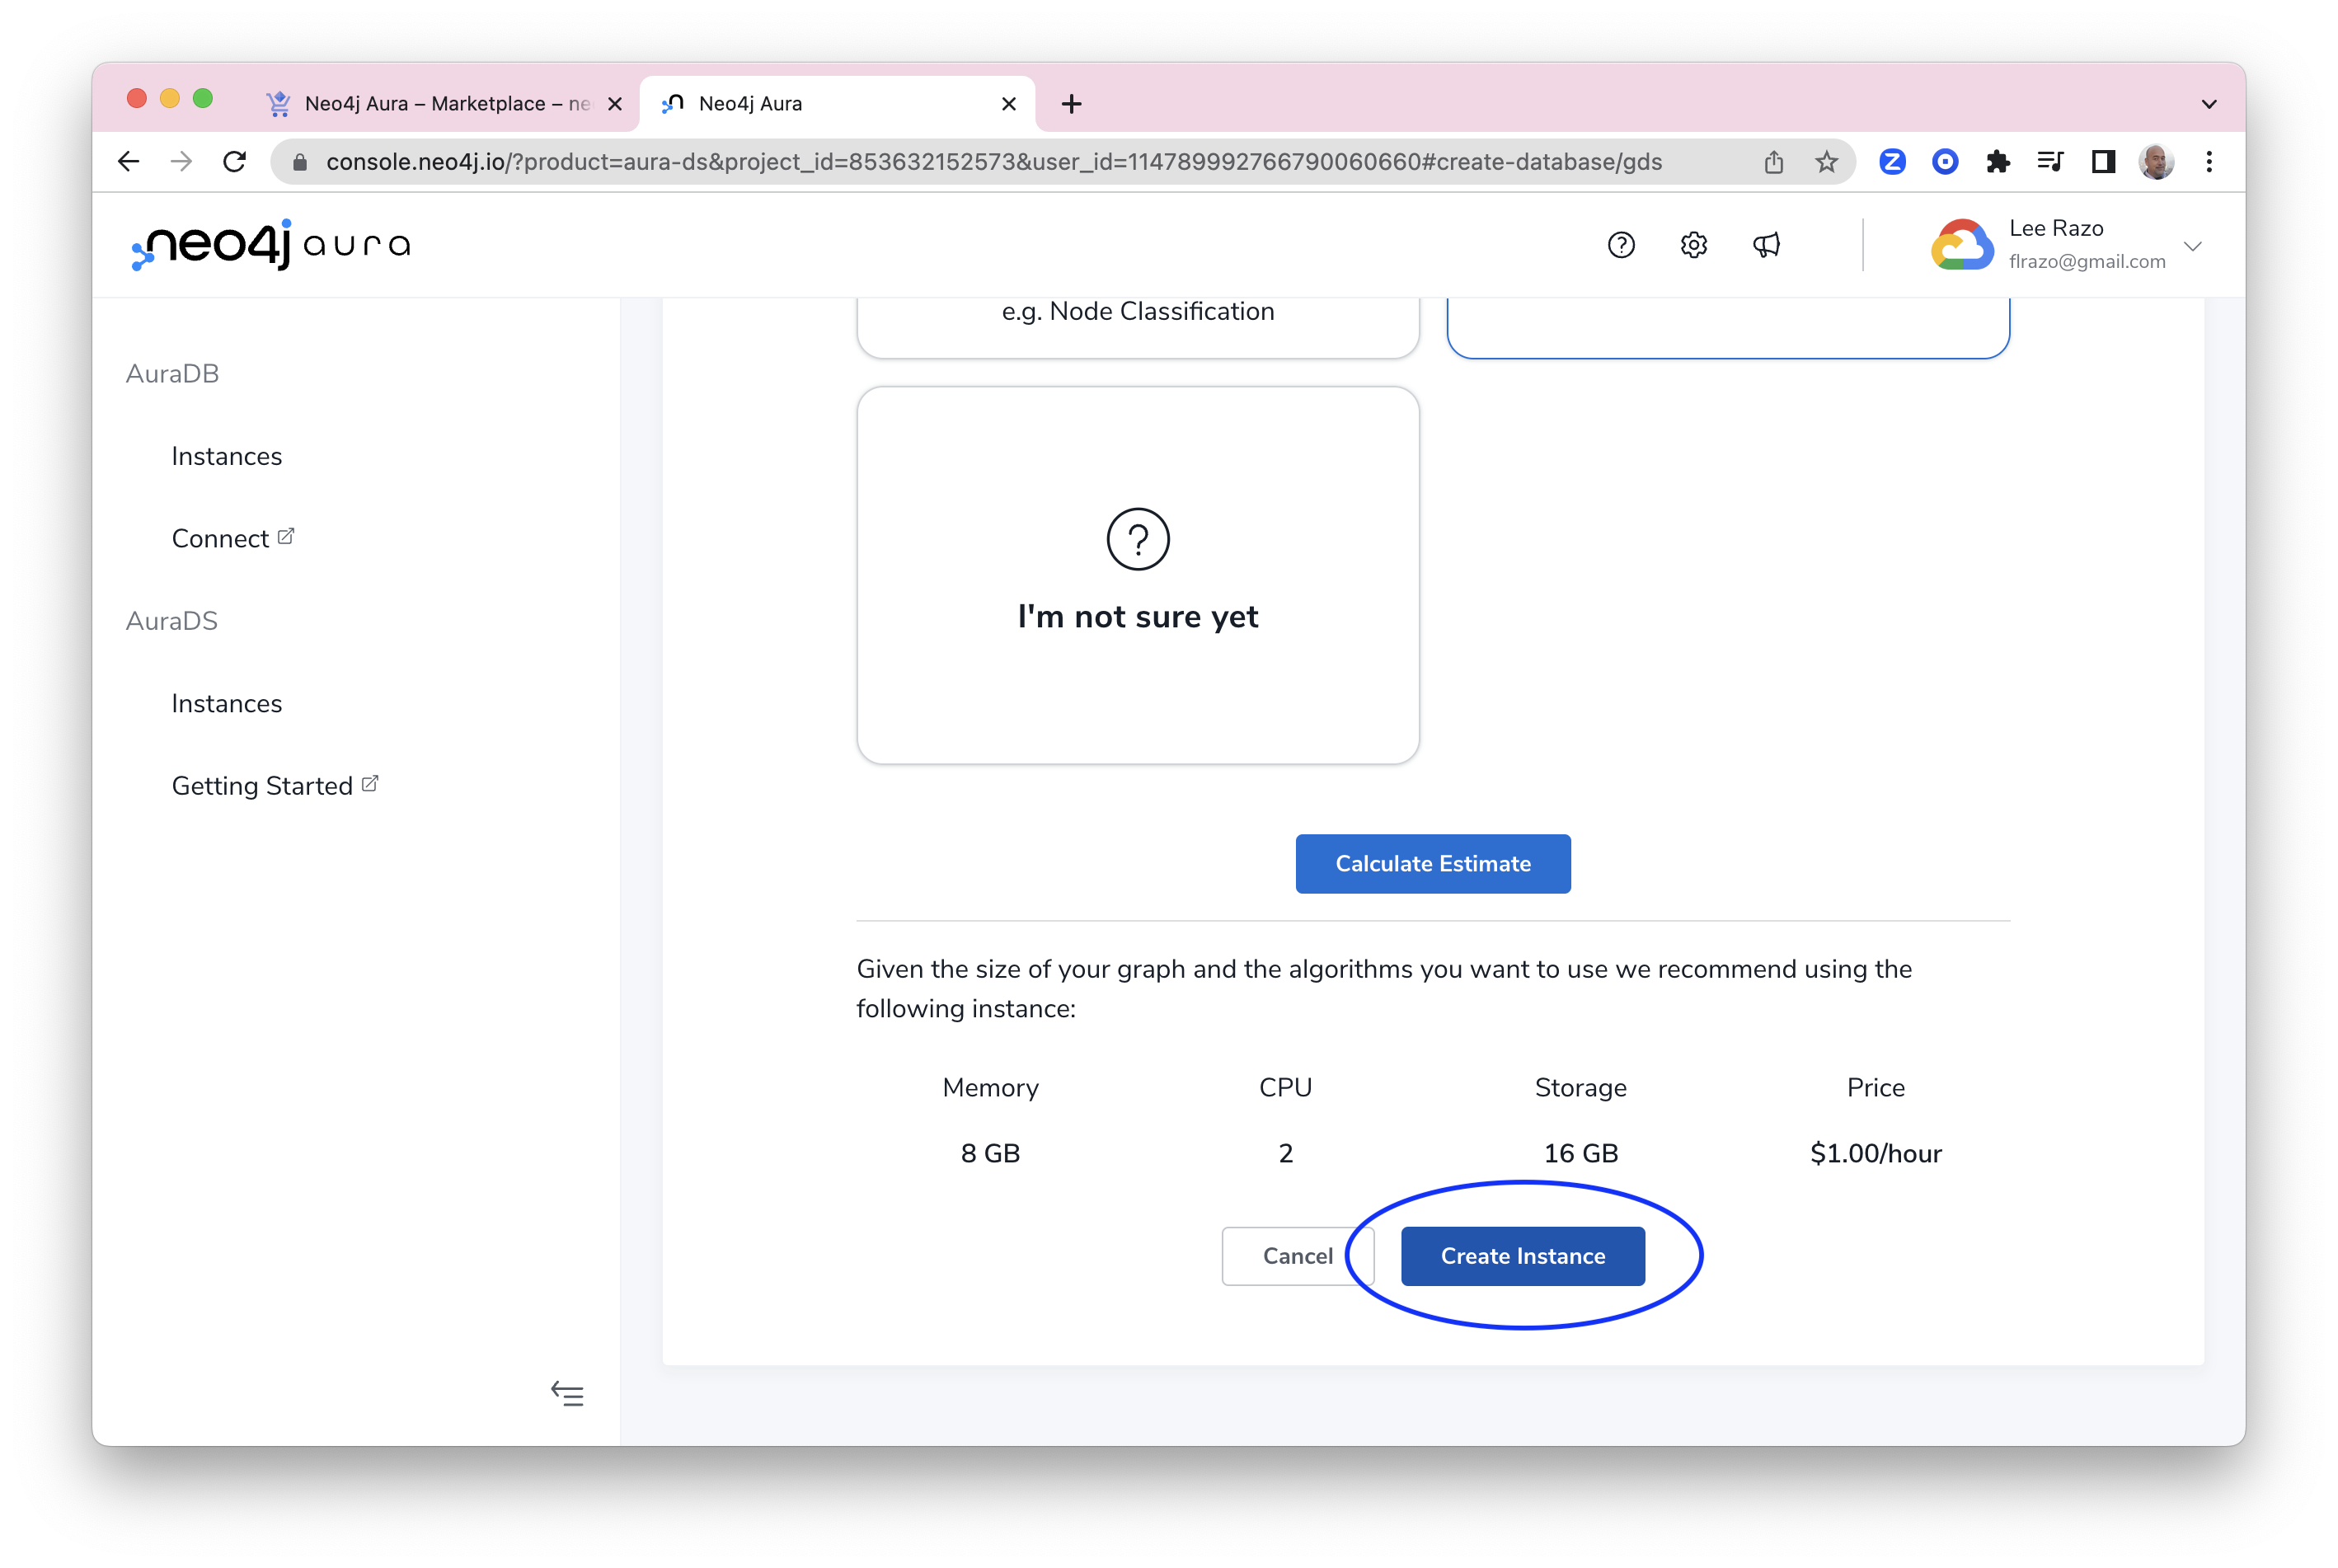 Neo4j Aura – Marketplace – ne
Neo4j Aura
console.neo4j.io/?product=aura-ds&project_id=853632152573&user_id=114789992766790060660#create-database/gds
neo4j aura
Lee Razo
flrazo@gmail.com
e.g. Node Classification
AuraDB
Instances
Connect
AuraDS
Instances
Getting Started
?
I'm not sure yet
Calculate Estimate
Given the size of your graph and the algorithms you want to use we recommend using the
following instance:
Memory CPU Storage Price
8 GB 2 16 GB $1.00/hour
Cancel Create Instance